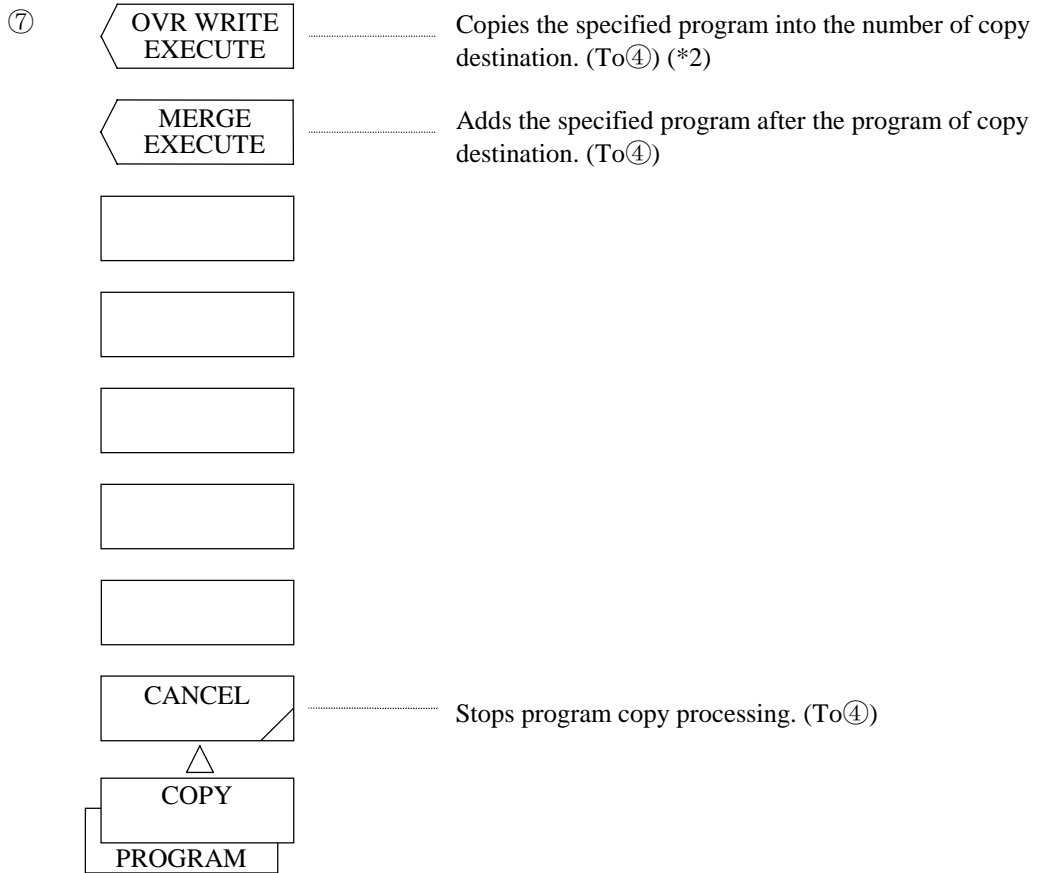 ⑦
OVR WRITE
EXECUTE
Copies the specified program into the number of copy
destination. (To④) (*2)
MERGE
EXECUTE
Adds the specified program after the program of copy
destination. (To④)
CANCEL
Stops program copy processing. (To④)
COPY
PROGRAM